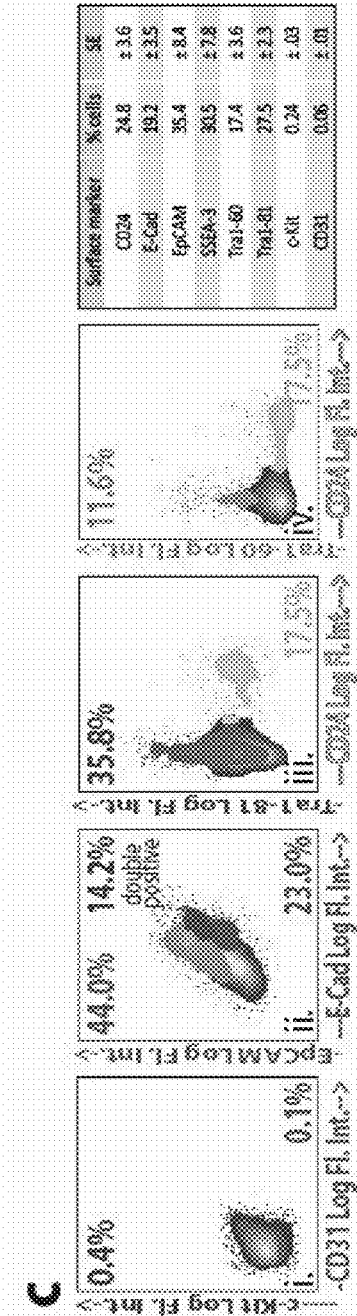 C
0.4%
0.1%
i.
c-Kit Log Fl. Int.-->
-CD31 Log Fl. Int.-->
44.0% 14.2%
double
positive
23.0%
ii.
-EpCAM Log Fl. Int.-->
--E-Cad Log Fl. Int.-->
35.8%
17.5%
iii.
-Tra1-81 Log Fl. Int.-->
--CD24 Log Fl. Int.-->
11.6%
17.5%
iv.
-Tra1-60 Log Fl. Int.-->
--CD24 Log Fl. Int.-->
Surface marker % cells SE
CD24 24.8 ± 3.6
E-Cad 19.2 ± 3.5
EpCAM 35.4 ± 8.4
SSEA-3 30.5 ± 7.8
Tra1-60 17.4 ± 3.6
Tra1-81 27.5 ± 2.3
c-Kit 0.24 ± .03
CD31 0.06 ± .01